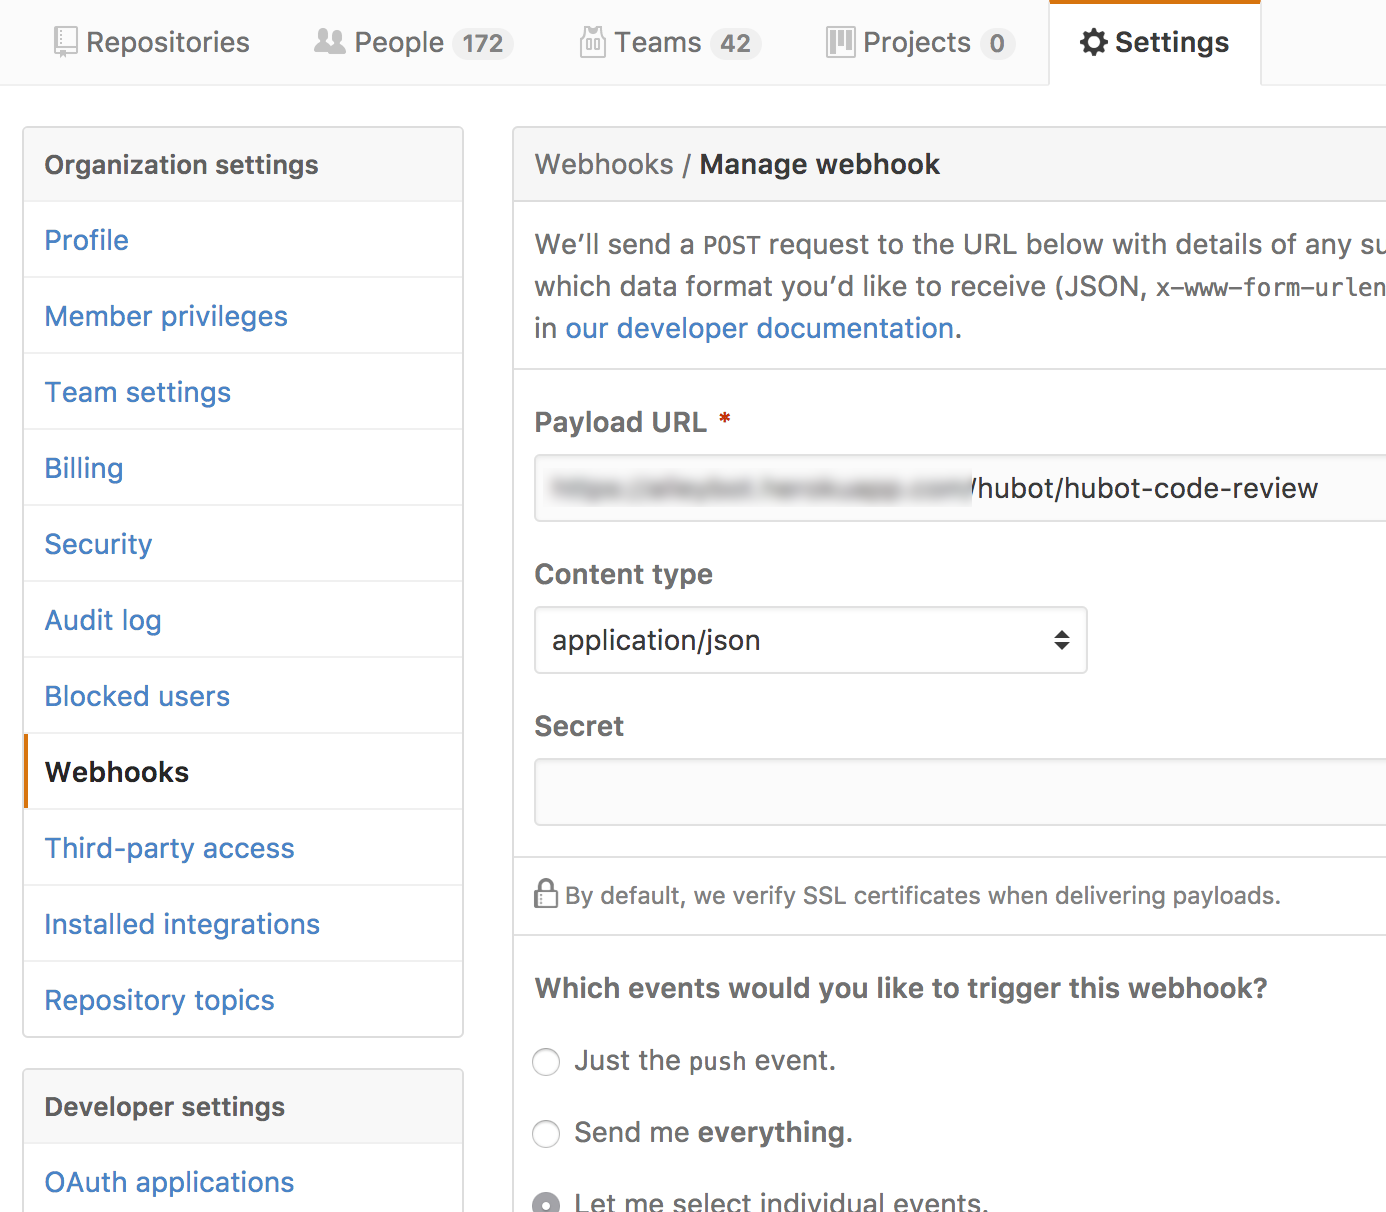 Repositories People 172 Teams 42 Projects 0 Settings
Organization settings
Profile
Member privileges
Team settings
Billing
Security
Audit log
Blocked users
Webhooks
Third-party access
Installed integrations
Repository topics
Developer settings
OAuth applications
Webhooks / Manage webhook
We’ll send a POST request to the URL below with details of any su
which data format you’d like to receive (JSON, x-www-form-urlen
in our developer documentation.
Payload URL *
/hubot/hubot-code-review
Content type
application/json
Secret
By default, we verify SSL certificates when delivering payloads.
Which events would you like to trigger this webhook?
Just the push event.
Send me everything.
Let me select individual events.